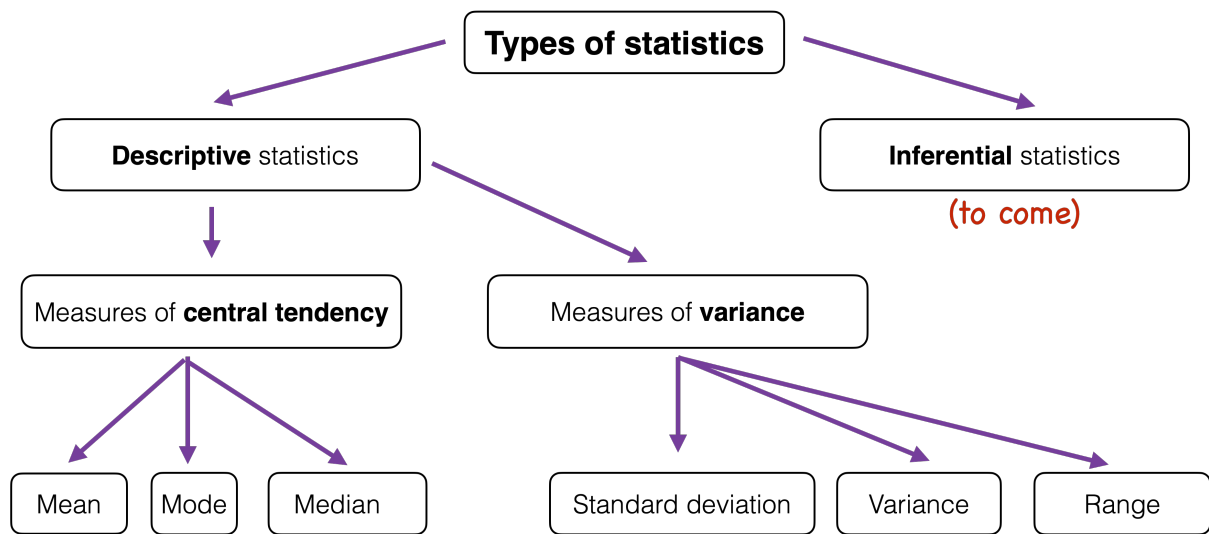 Types of statistics
Descriptive statistics
Inferential statistics
(to come)
Measures of central tendency
Measures of variance
Mean
Mode
Median
Standard deviation
Variance
Range